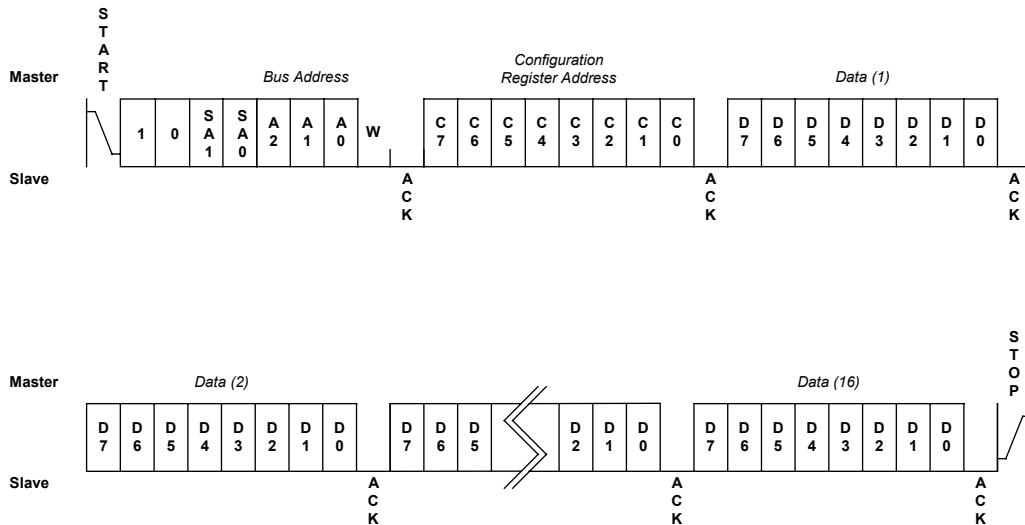 START
Master
Bus Address
Configuration
Register Address
Data (1)
1 0 SA1 SA0 A2 A1 A0 W
C7 C6 C5 C4 C3 C2 C1 C0
D7 D6 D5 D4 D3 D2 D1 D0
Slave
ACK
ACK
ACK
STOP
Master
Data (2)
Data (16)
D7 D6 D5 D4 D3 D2 D1 D0
D7 D6 D5
D2 D1 D0
D7 D6 D5 D4 D3 D2 D1 D0
Slave
ACK
ACK
ACK